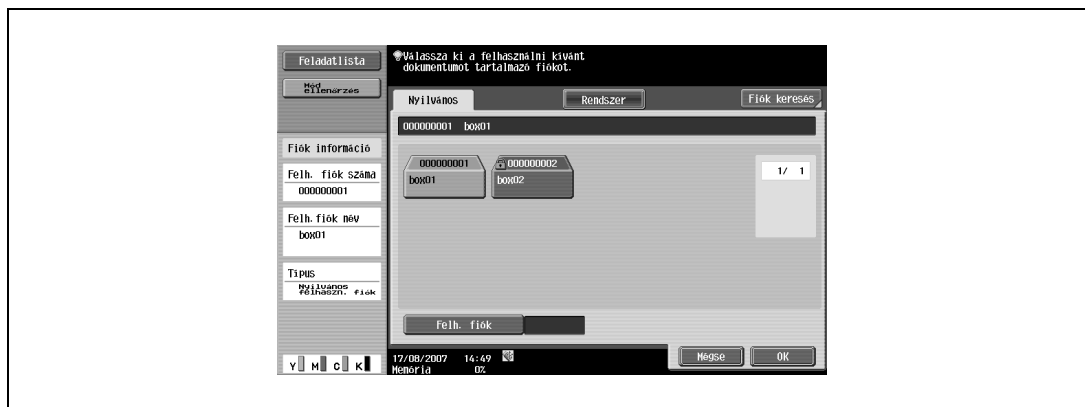 Feladatlista
Mód
ellenőrzés
Válassza ki a felhasználni kívánt
dokumentumot tartalmazó fiókot.
Nyilvános
Rendszer
Fiók keresés
000000001 box01
Fiók információ
Felh. fiók száma
000000001
Felh. fiók név
box01
Típus
Nyilvános
felhaszn. fiók
000000001
box01
000000002
box02
1/ 1
Felh. fiók
Mégse
OK
Y M C K
17/08/2007 14:49
Memória 0%